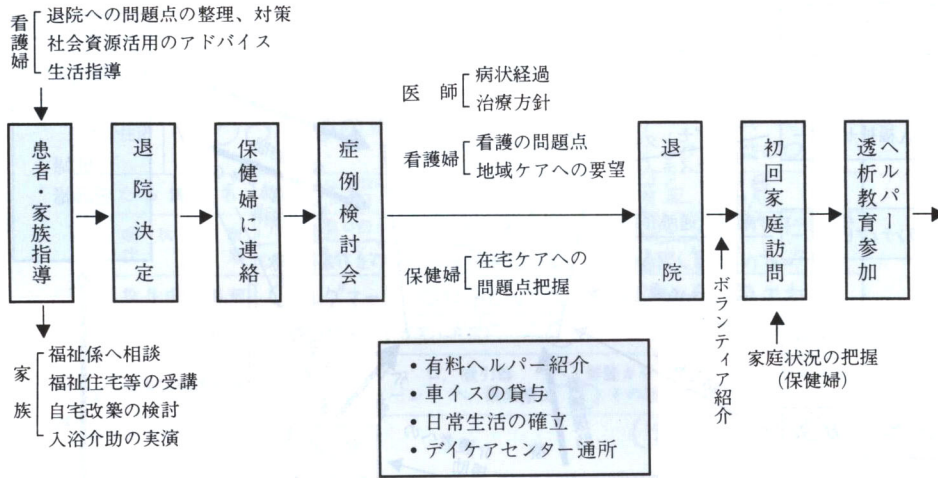 看護婦
退院への問題点の整理、対策
社会資源活用のアドバイス
生活指導
医師
病状経過
治療方針
看護婦
看護の問題点
地域ケアへの要望
保健婦
在宅ケアへの
問題点把握
患者・家族指導
退院決定
保健婦に連絡
症例検討会
退院
ボランティア紹介
初回家庭訪問
ヘルパー
透析教育参加
家庭状況の把握
(保健婦)
家族
福祉係へ相談
福祉住宅等の受講
自宅改築の検討
入浴介助の実演
• 有料ヘルパー紹介
• 車イスの貸与
• 日常生活の確立
• デイケアセンター通所